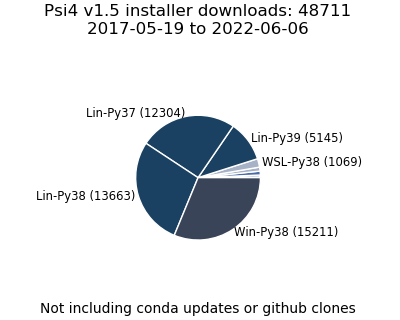 Psi4 v1.5 installer downloads: 48711
2017-05-19 to 2022-06-06
Lin-Py37 (12304)
Lin-Py39 (5145)
WSL-Py38 (1069)
Lin-Py38 (13663)
Win-Py38 (15211)
Not including conda updates or github clones